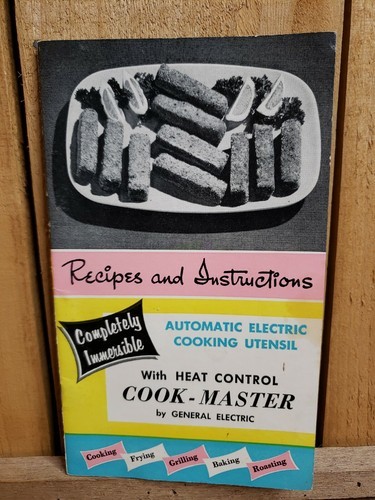 Recipes and Instructions
Completely
Immersible
AUTOMATIC ELECTRIC
COOKING UTENSIL
With HEAT CONTROL
COOK-MASTER
by GENERAL ELECTRIC
Cooking
Frying
Grilling
Baking
Roasting